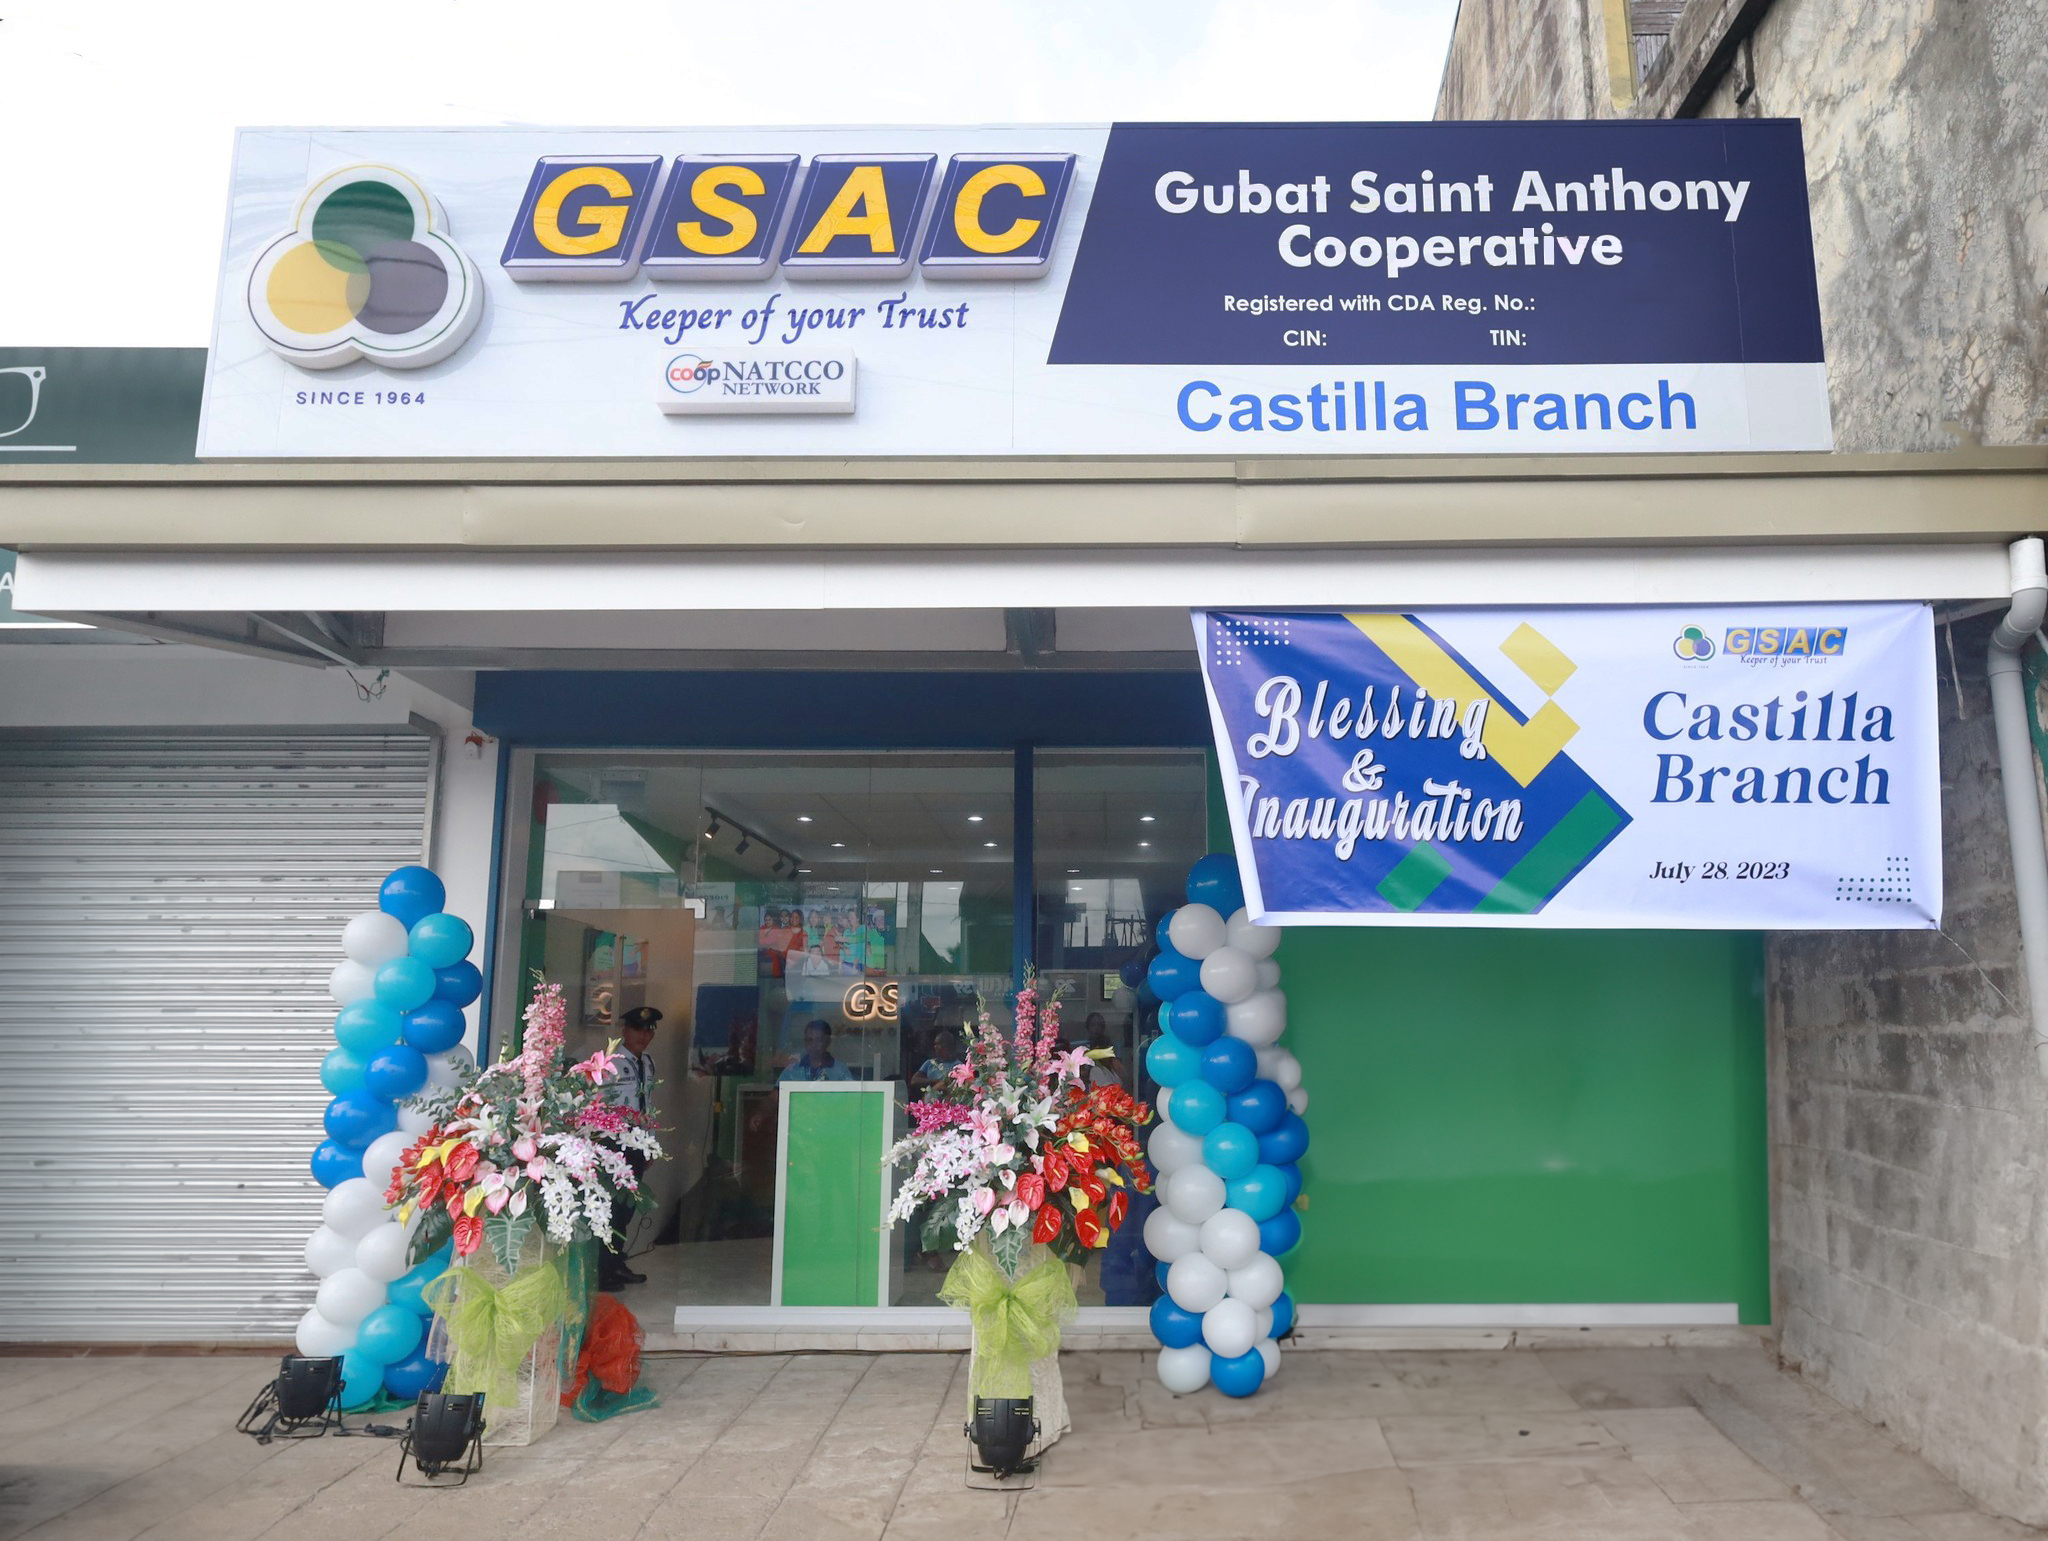 GSAC
Keeper of your Trust
coop NATCCO
NETWORK
SINCE 1964
Gubat Saint Anthony
Cooperative
Registered with CDA Reg. No.:
CIN: TIN:
Castilla Branch
Blessing
&
Inauguration
GSAC
Keeper of your Trust
Castilla
Branch
July 28, 2023
GS